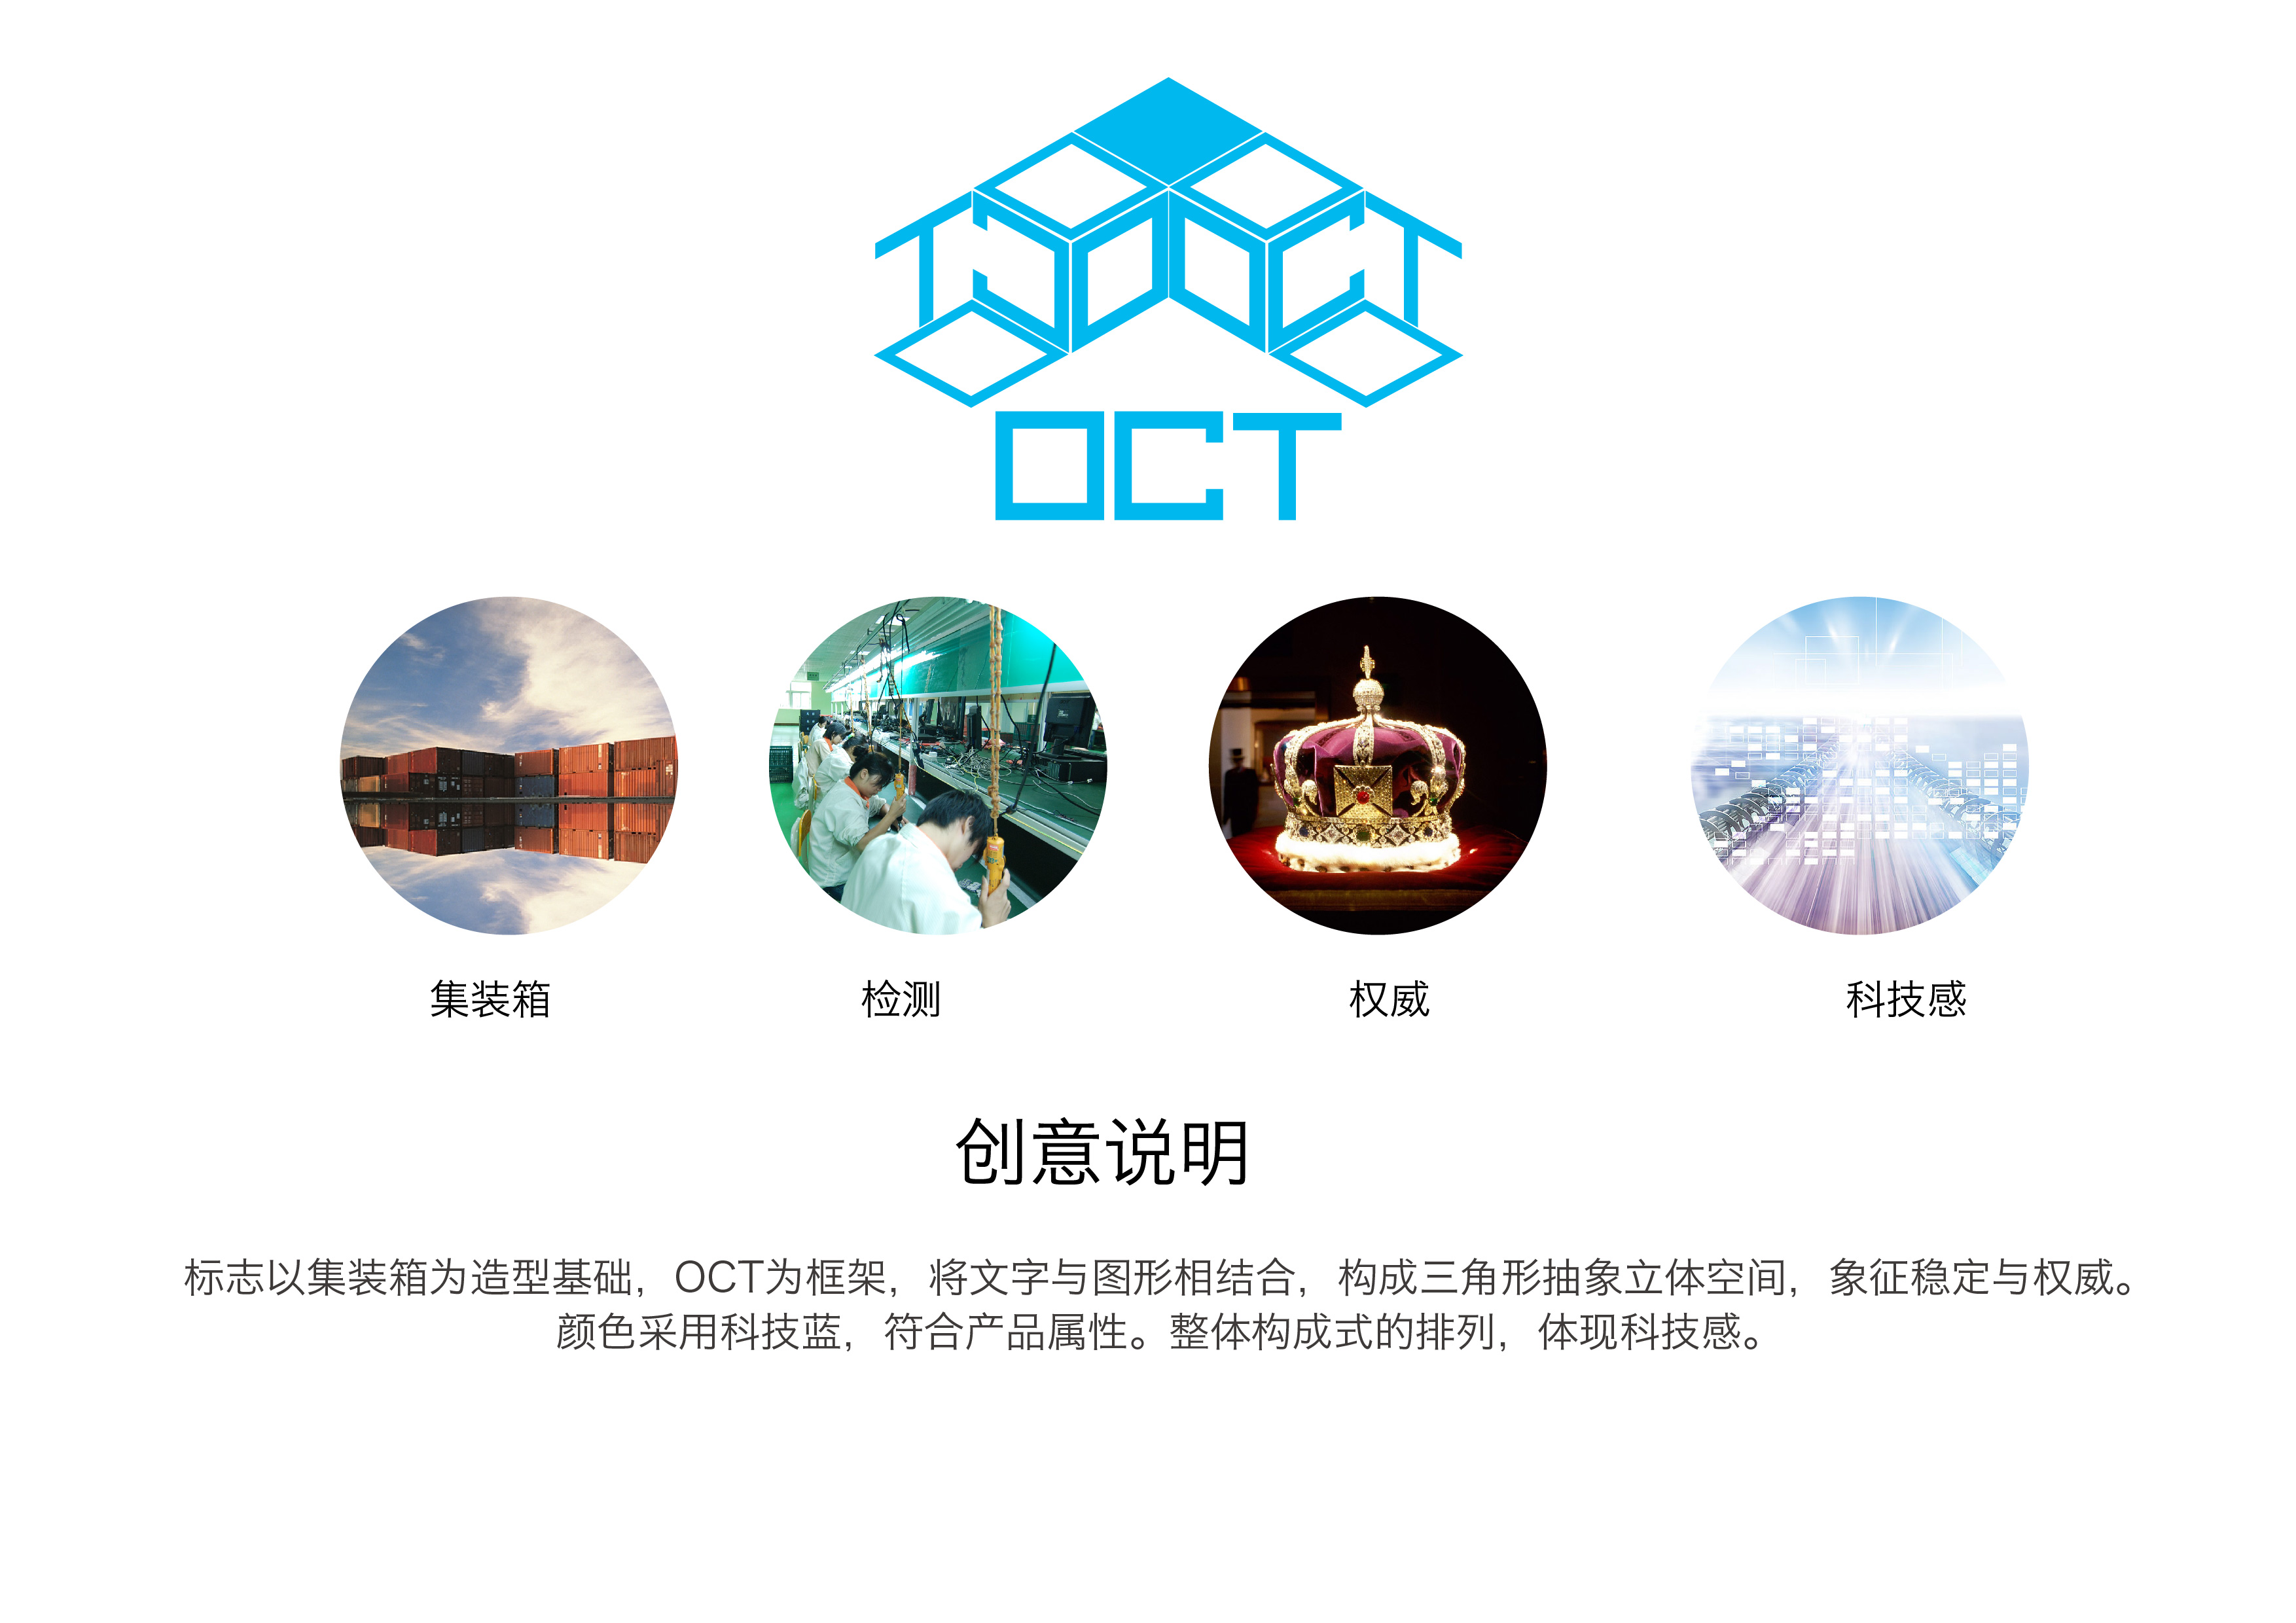 OCT
集装箱
检测
权威
科技感
创意说明
标志以集装箱为造型基础，OCT为框架，将文字与图形相结合，构成三角形抽象立体空间，象征稳定与权威。
颜色采用科技蓝，符合产品属性。整体构成式的排列，体现科技感。